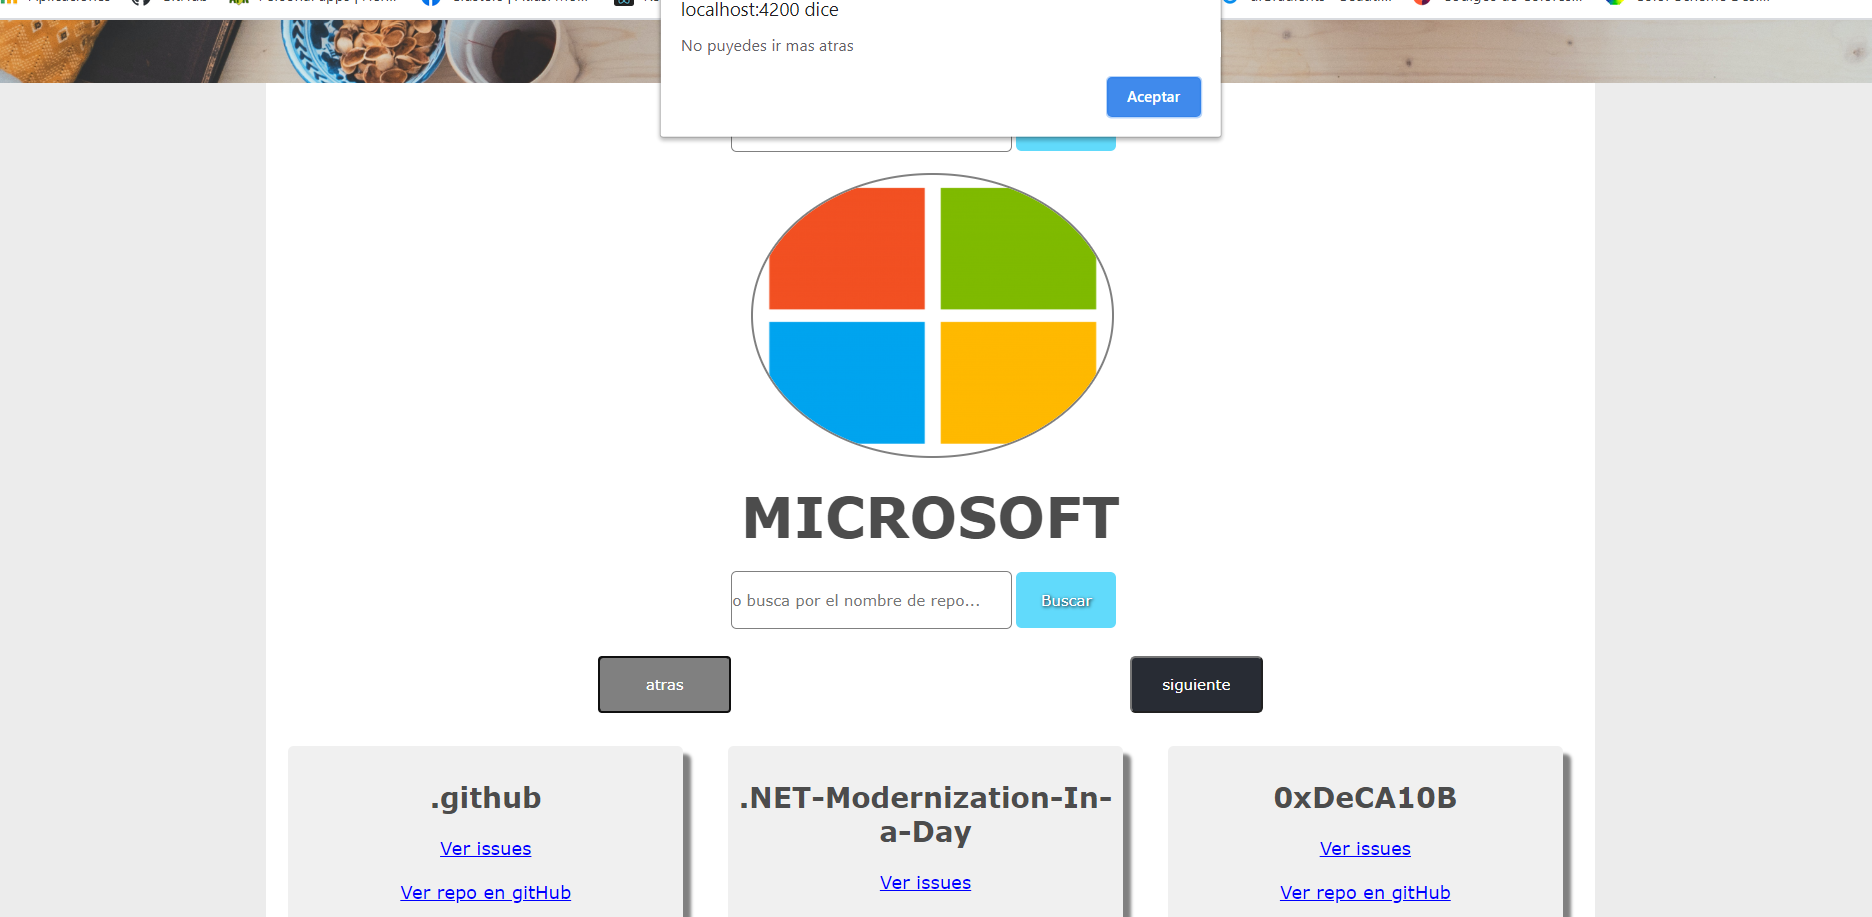 localhost:4200 dice
No puyedes ir mas atras
Aceptar
MICROSOFT
o busca por el nombre de repo...
Buscar
atras
siguiente
.github
Ver issues
Ver repo en gitHub
.NET-Modernization-In-
a-Day
Ver issues
0xDeCA10B
Ver issues
Ver repo en gitHub